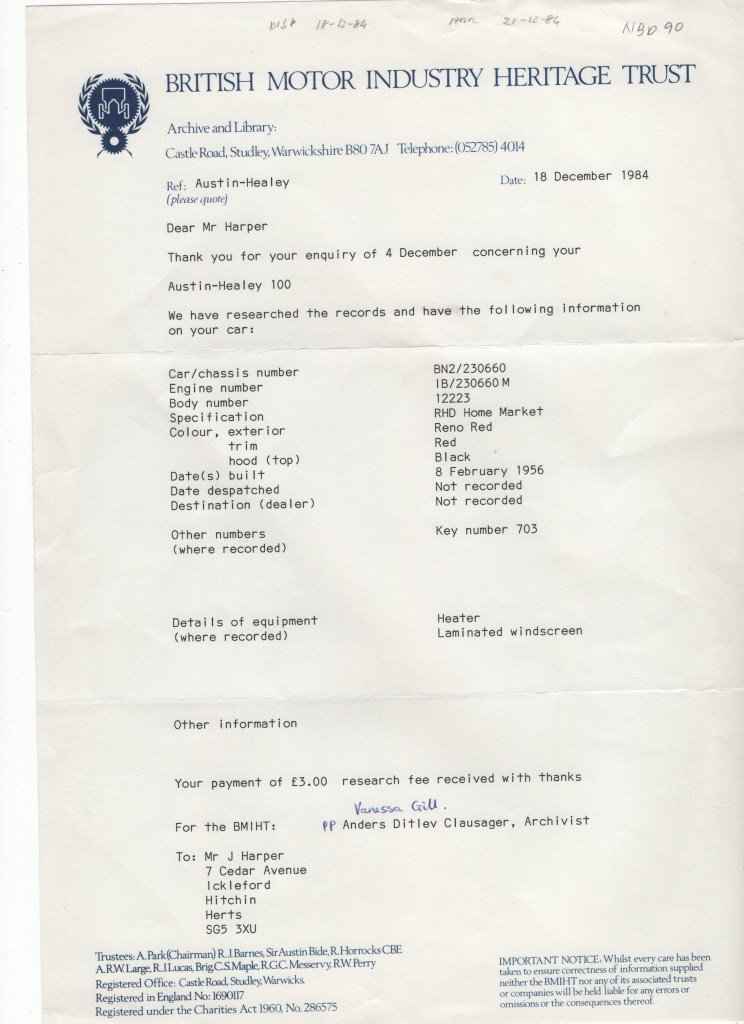 DISP 18-12-84 21-12-84 NBD 90
BRITISH MOTOR INDUSTRY HERITAGE TRUST
Archive and Library:
Castle Road, Studley, Warwickshire B80 7AJ Telephone: (052785) 4014
Ref: Austin-Healey Date: 18 December 1984
(please quote)
Dear Mr Harper
Thank you for your enquiry of 4 December concerning your
Austin-Healey 100
We have researched the records and have the following information
on your car:
Car/chassis number BN2/230660
Engine number IB/230660 M
Body number 12223
Specification RHD Home Market
Colour, exterior Reno Red
trim Red
hood (top) Black
Date(s) built 8 February 1956
Date despatched Not recorded
Destination (dealer) Not recorded
Other numbers Key number 703
(where recorded)
Details of equipment Heater
(where recorded) Laminated windscreen
Other information
Your payment of £3.00 research fee received with thanks
Vanessa Gill.
For the BMIHT: pp Anders Ditlev Clausager, Archivist
To: Mr J Harper
7 Cedar Avenue
Ickleford
Hitchin
Herts
SG5 3XU
Trustees: A. Park (Chairman) R.J. Barnes, Sir Austin Bide, R. Horrocks CBE
A.R.W. Large, R.J. Lucas, Brig. C.S. Maple, R.G.C. Messervy, R.W. Perry
Registered Office: Castle Road, Studley, Warwicks.
Registered in England No: 1690117
Registered under the Charities Act 1960, No. 286575
IMPORTANT NOTICE: Whilst every care has been
taken to ensure correctness of information supplied
neither the BMIHT nor any of its associated trusts
or companies will be held liable for any errors or
omissions or the consequences thereof.